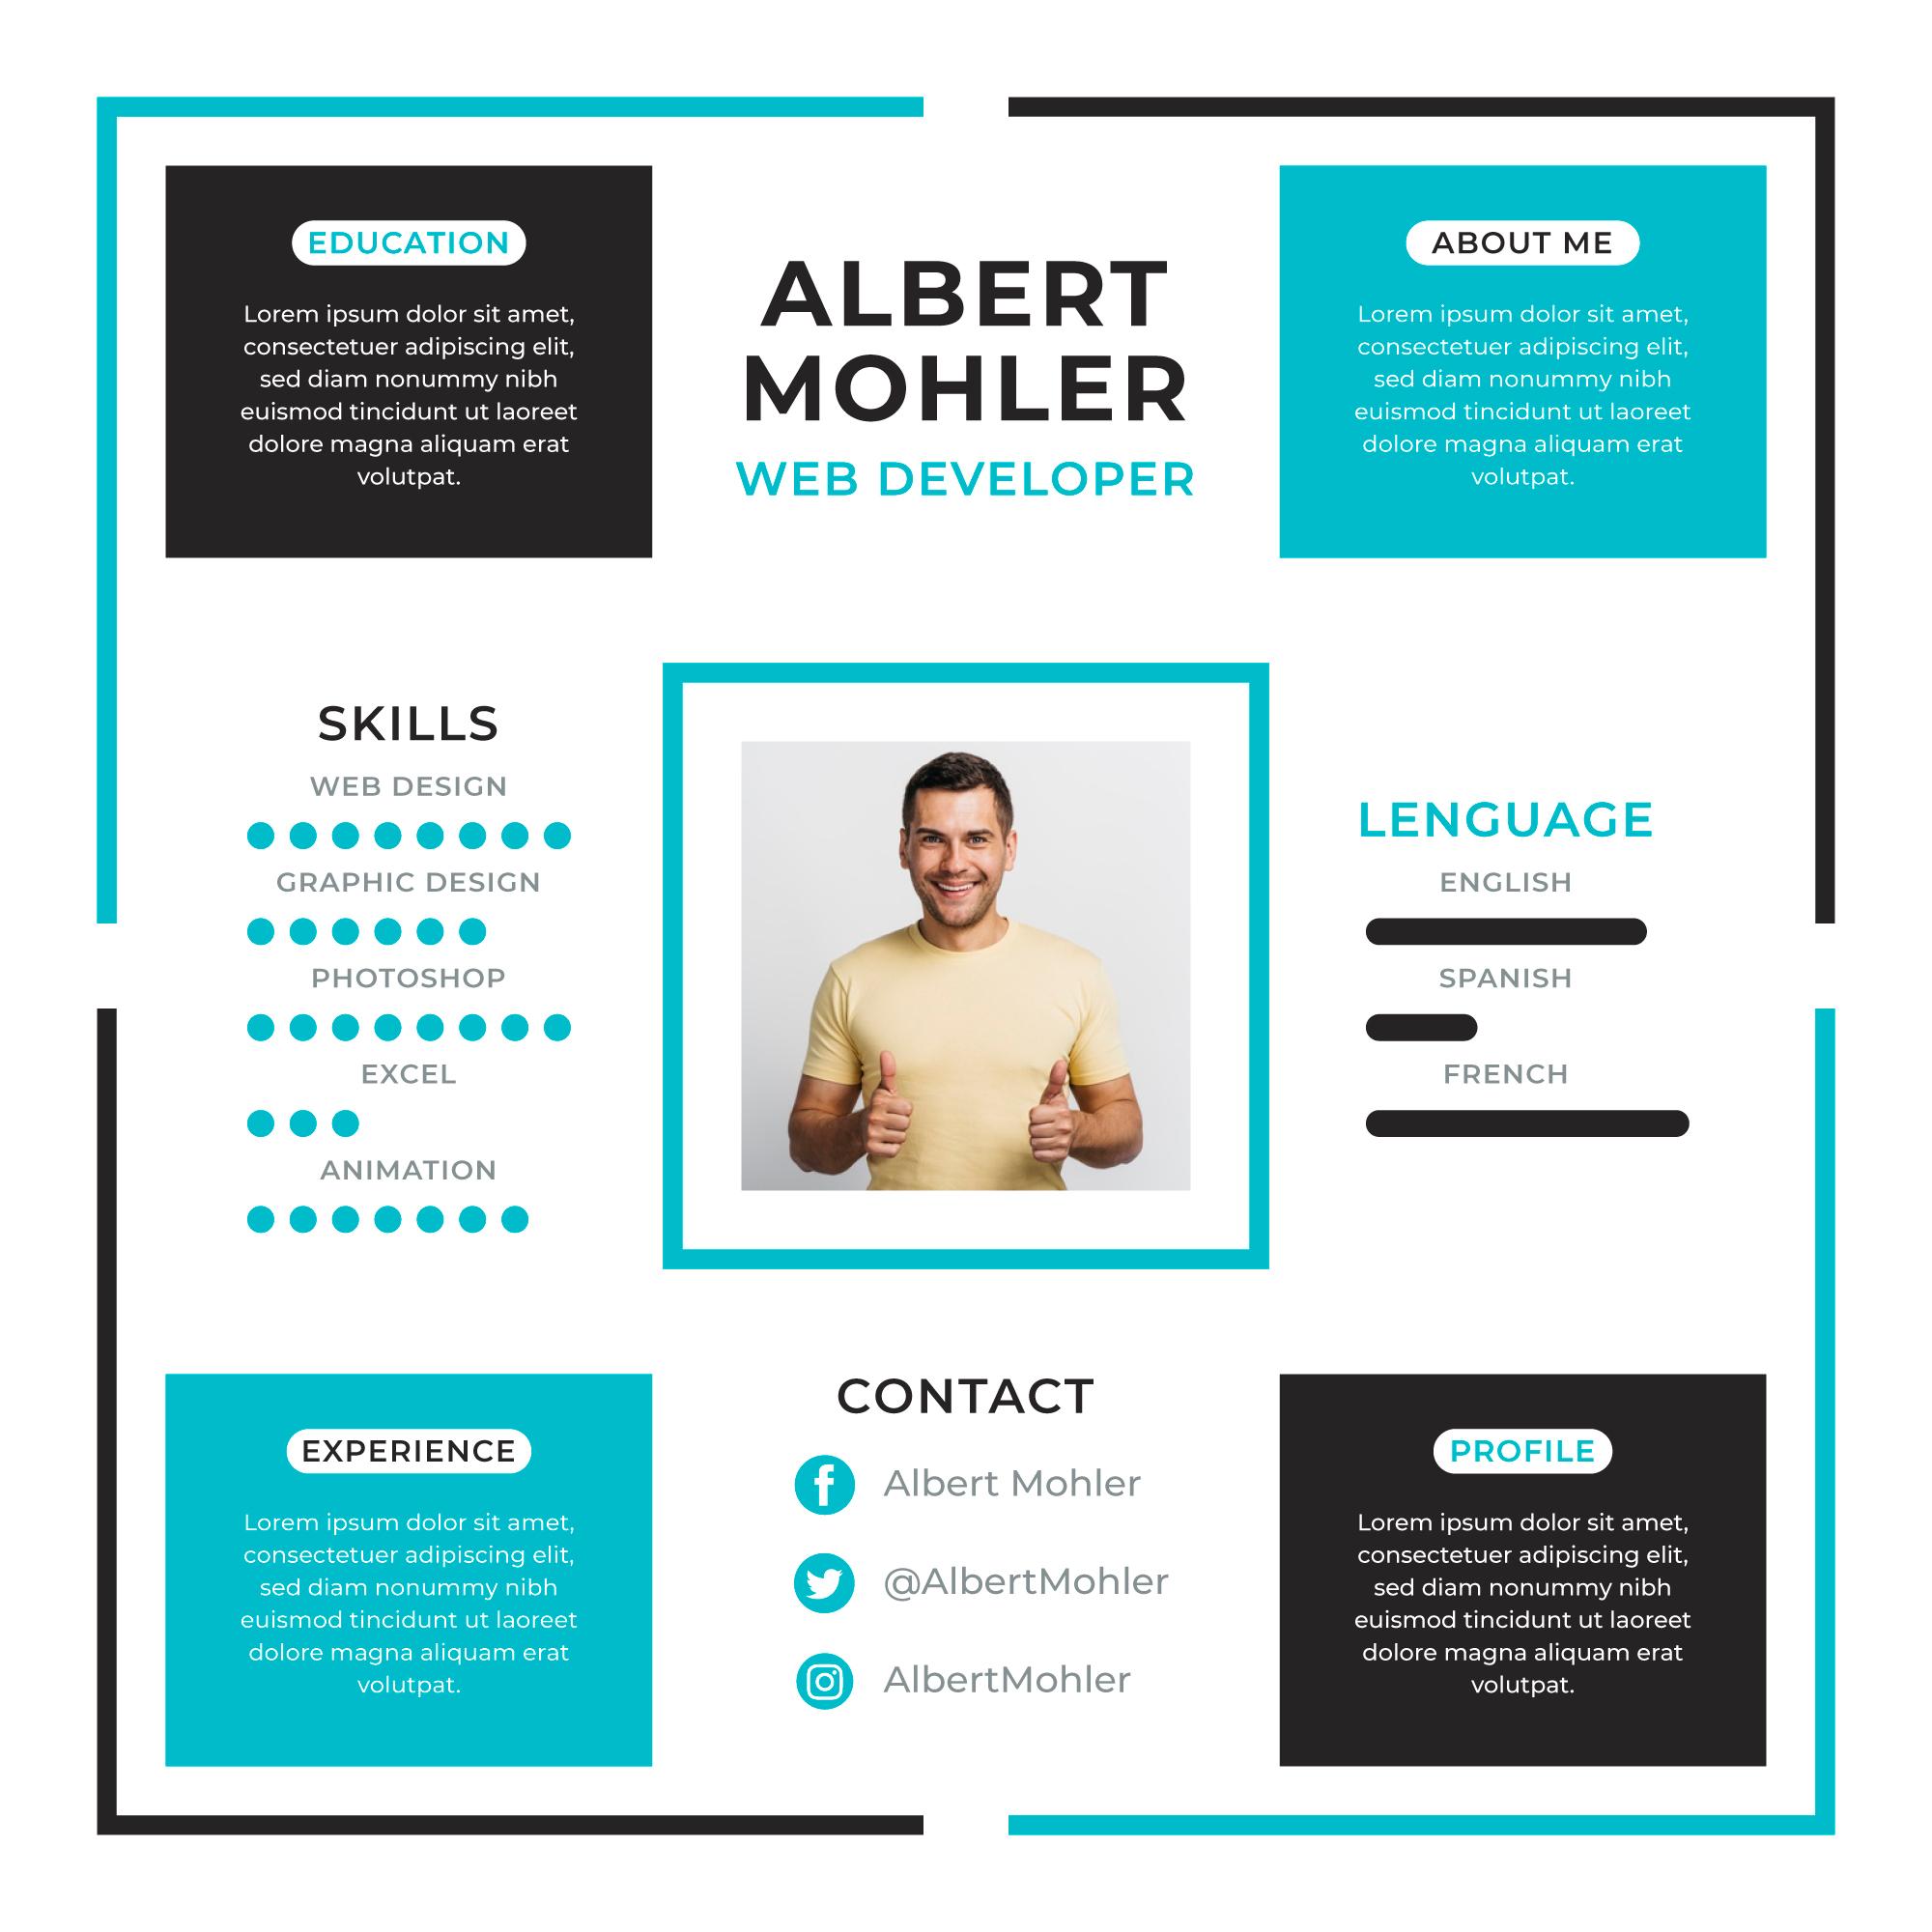 EDUCATION
Lorem ipsum dolor sit amet,
consectetuer adipiscing elit,
sed diam nonummy nibh
euismod tincidunt ut laoreet
dolore magna aliquam erat
volutpat.
ALBERT
MOHLER
WEB DEVELOPER
ABOUT ME
Lorem ipsum dolor sit amet,
consectetuer adipiscing elit,
sed diam nonummy nibh
euismod tincidunt ut laoreet
dolore magna aliquam erat
volutpat.
SKILLS
WEB DESIGN
GRAPHIC DESIGN
PHOTOSHOP
EXCEL
ANIMATION
LENGUAGE
ENGLISH
SPANISH
FRENCH
EXPERIENCE
Lorem ipsum dolor sit amet,
consectetuer adipiscing elit,
sed diam nonummy nibh
euismod tincidunt ut laoreet
dolore magna aliquam erat
volutpat.
CONTACT
Albert Mohler
@AlbertMohler
AlbertMohler
PROFILE
Lorem ipsum dolor sit amet,
consectetuer adipiscing elit,
sed diam nonummy nibh
euismod tincidunt ut laoreet
dolore magna aliquam erat
volutpat.